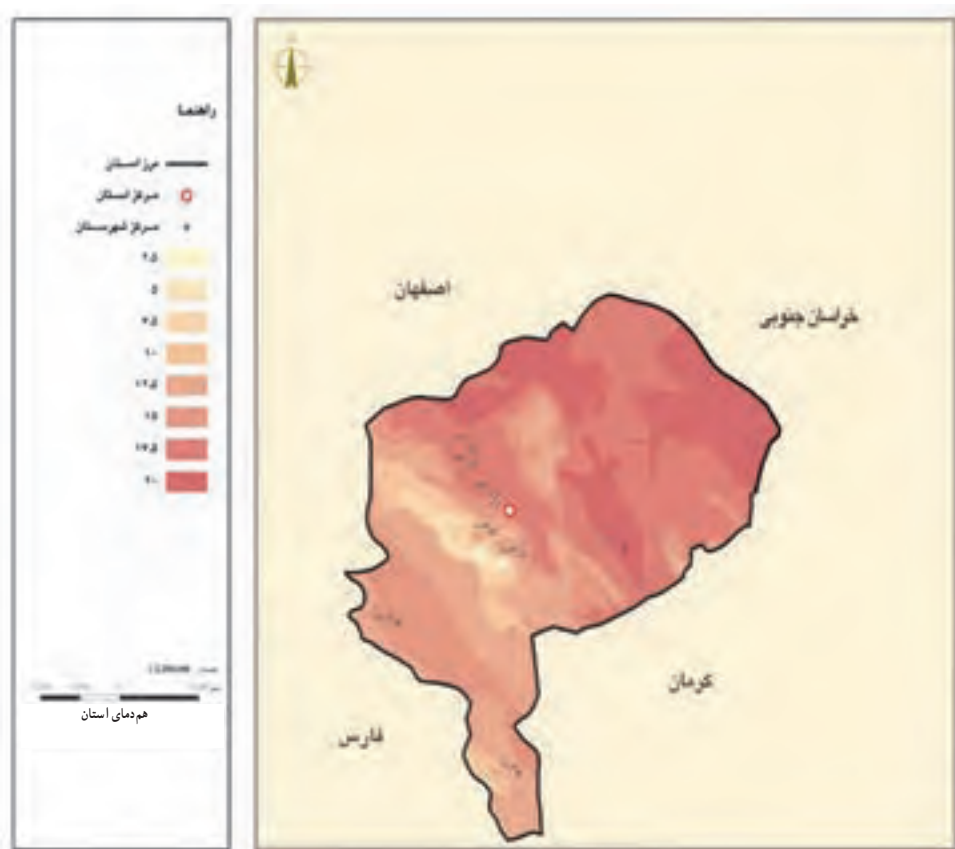 راهنما
مرز استان
مرکز استان
مرکز شهرستان
۲.۵
۵
۷.۵
۱۰
۱۲.۵
۱۵
۱۷.۵
۲۰
هم‌دمای استان
اصفهان
خراسان جنوبی
کرمان
فارس